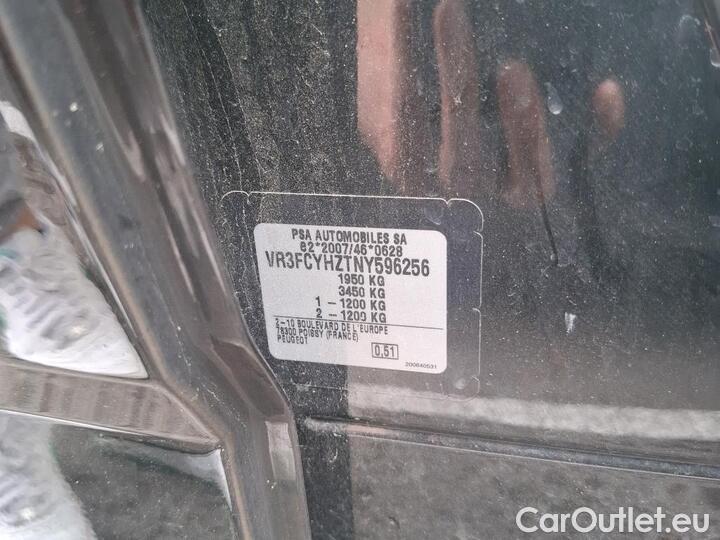 PSA AUTOMOBILES SA
82*2007/46*0628
VR3FCYHZTNY596256
1950 KG
3450 KG
1 - 1200 KG
2 - 1200 KG
2-10 BOULEVARD DE L'EUROPE
78300 POISSY (FRANCE)
PEUGEOT
0,51
200640531
CarOutlet.eu